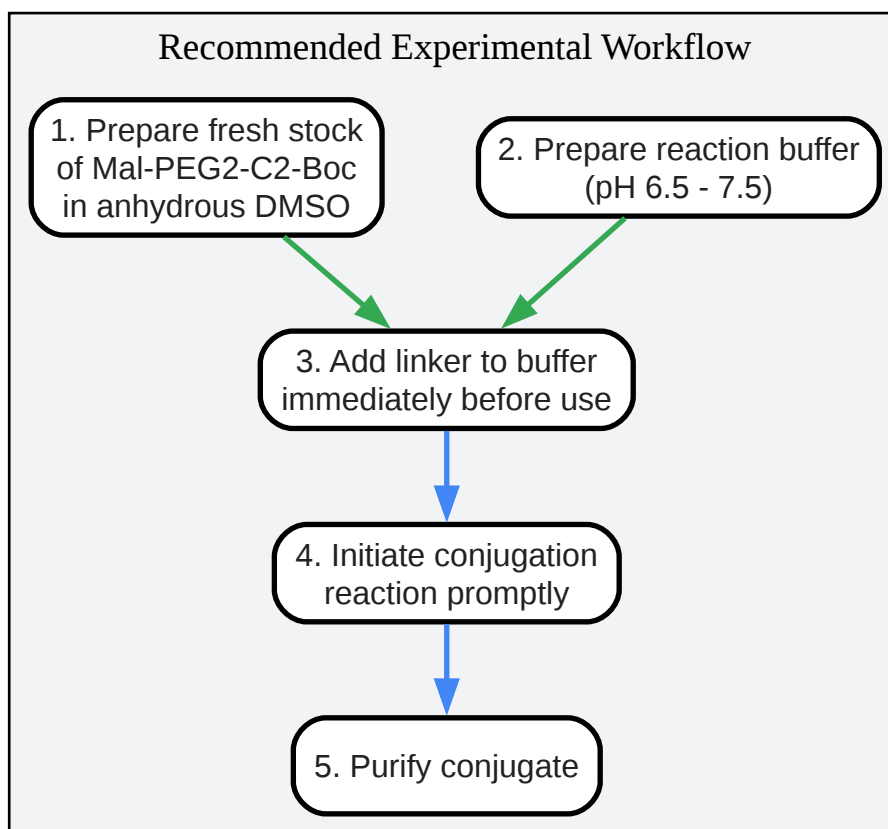 Recommended Experimental Workflow
1. Prepare fresh stock
of Mal-PEG2-C2-Boc
in anhydrous DMSO
2. Prepare reaction buffer
(pH 6.5 - 7.5)
3. Add linker to buffer
immediately before use
4. Initiate conjugation
reaction promptly
5. Purify conjugate